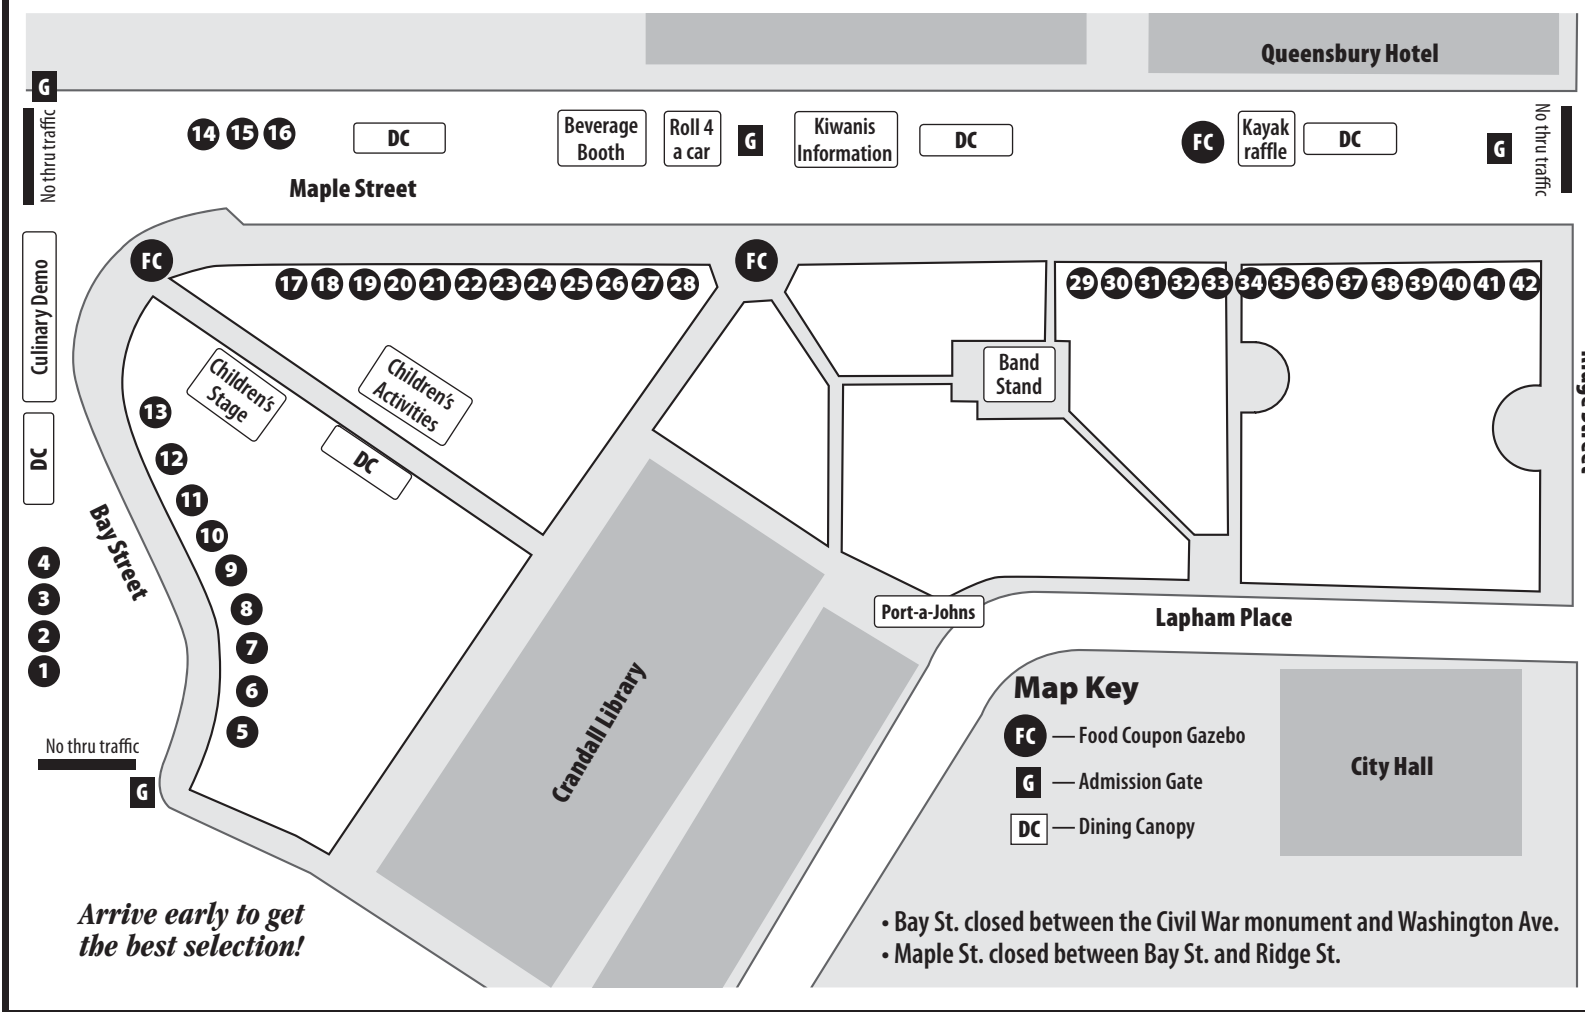 Queensbury Hotel
G
No thru traffic
14 15 16
DC
Beverage
Booth
Roll 4
a car
G
Kiwanis
Information
DC
FC
Kayak
raffle
DC
G
No thru traffic
Maple Street
FC
FC
17 18 19 20 21 22 23 24 25 26 27 28
29 30 31 32 33 34 35 36 37 38 39 40 41 42
Culinary Demo
DC
Children's
Stage
Children's
Activities
DC
Band
Stand
13
12
11
10
9
8
7
6
5
Bay Street
4
3
2
1
No thru traffic
G
Crandall Library
Port-a-Johns
Lapham Place
Map Key
FC — Food Coupon Gazebo
G — Admission Gate
DC — Dining Canopy
City Hall
Arrive early to get
the best selection!
• Bay St. closed between the Civil War monument and Washington Ave.
• Maple St. closed between Bay St. and Ridge St.